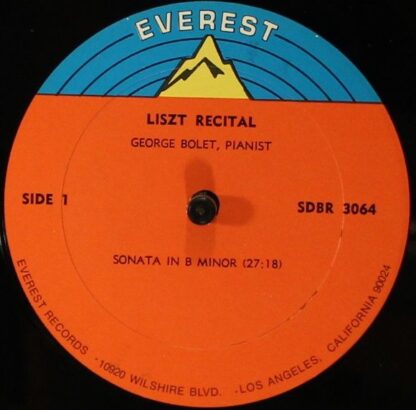 EVEREST
LISZT RECITAL
GEORGE BOLET, PIANIST
SIDE 1
SDBR 3064
SONATA IN B MINOR (27:18)
EVEREST RECORDS · 10920 WILSHIRE BLVD. · LOS ANGELES, CALIFORNIA 90024